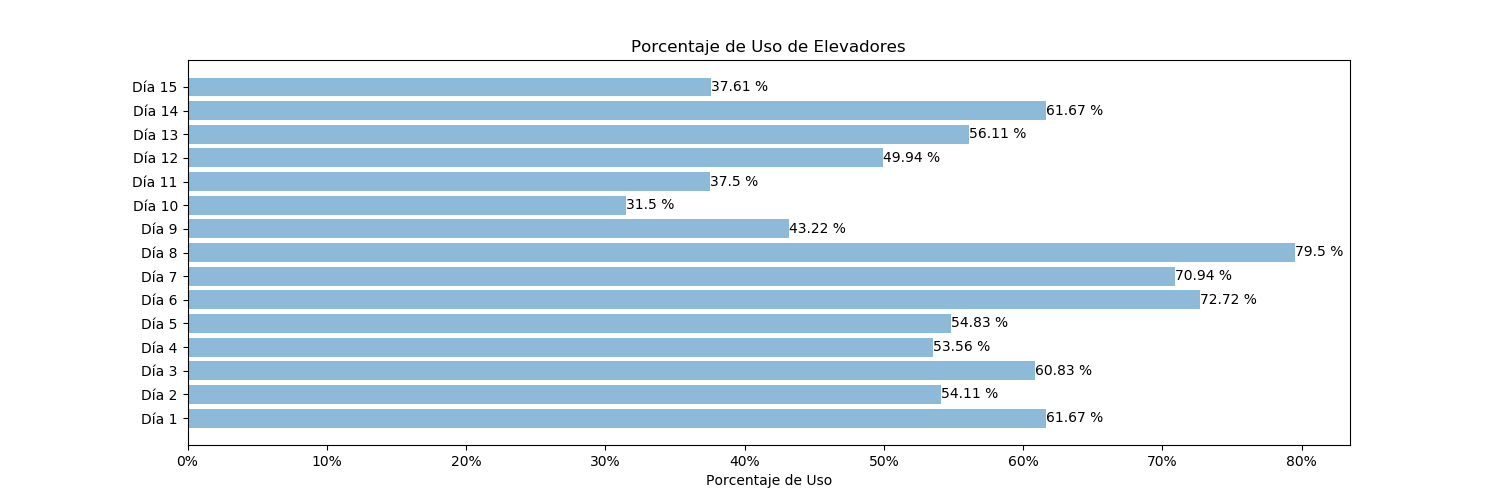 Porcentaje de Uso de Elevadores
Día 15 37.61 %
Día 14 61.67 %
Día 13 56.11 %
Día 12 49.94 %
Día 11 37.5 %
Día 10 31.5 %
Día 9 43.22 %
Día 8 79.5 %
Día 7 70.94 %
Día 6 72.72 %
Día 5 54.83 %
Día 4 53.56 %
Día 3 60.83 %
Día 2 54.11 %
Día 1 61.67 %
0% 10% 20% 30% 40% 50% 60% 70% 80%
Porcentaje de Uso